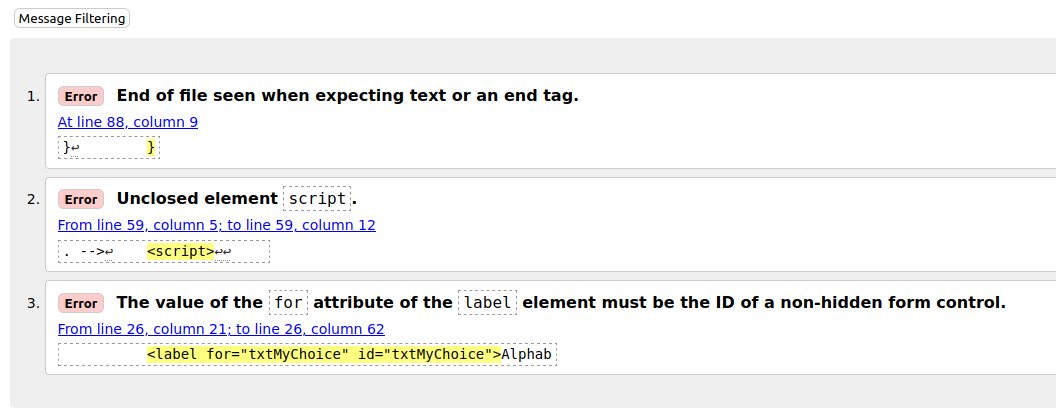 Message Filtering
1. Error End of file seen when expecting text or an end tag.
At line 88, column 9
}↩        }
2. Error Unclosed element script.
From line 59, column 5; to line 59, column 12
. -->↩    <script>↩↩
3. Error The value of the for attribute of the label element must be the ID of a non-hidden form control.
From line 26, column 21; to line 26, column 62
<label for="txtMyChoice" id="txtMyChoice">Alphab